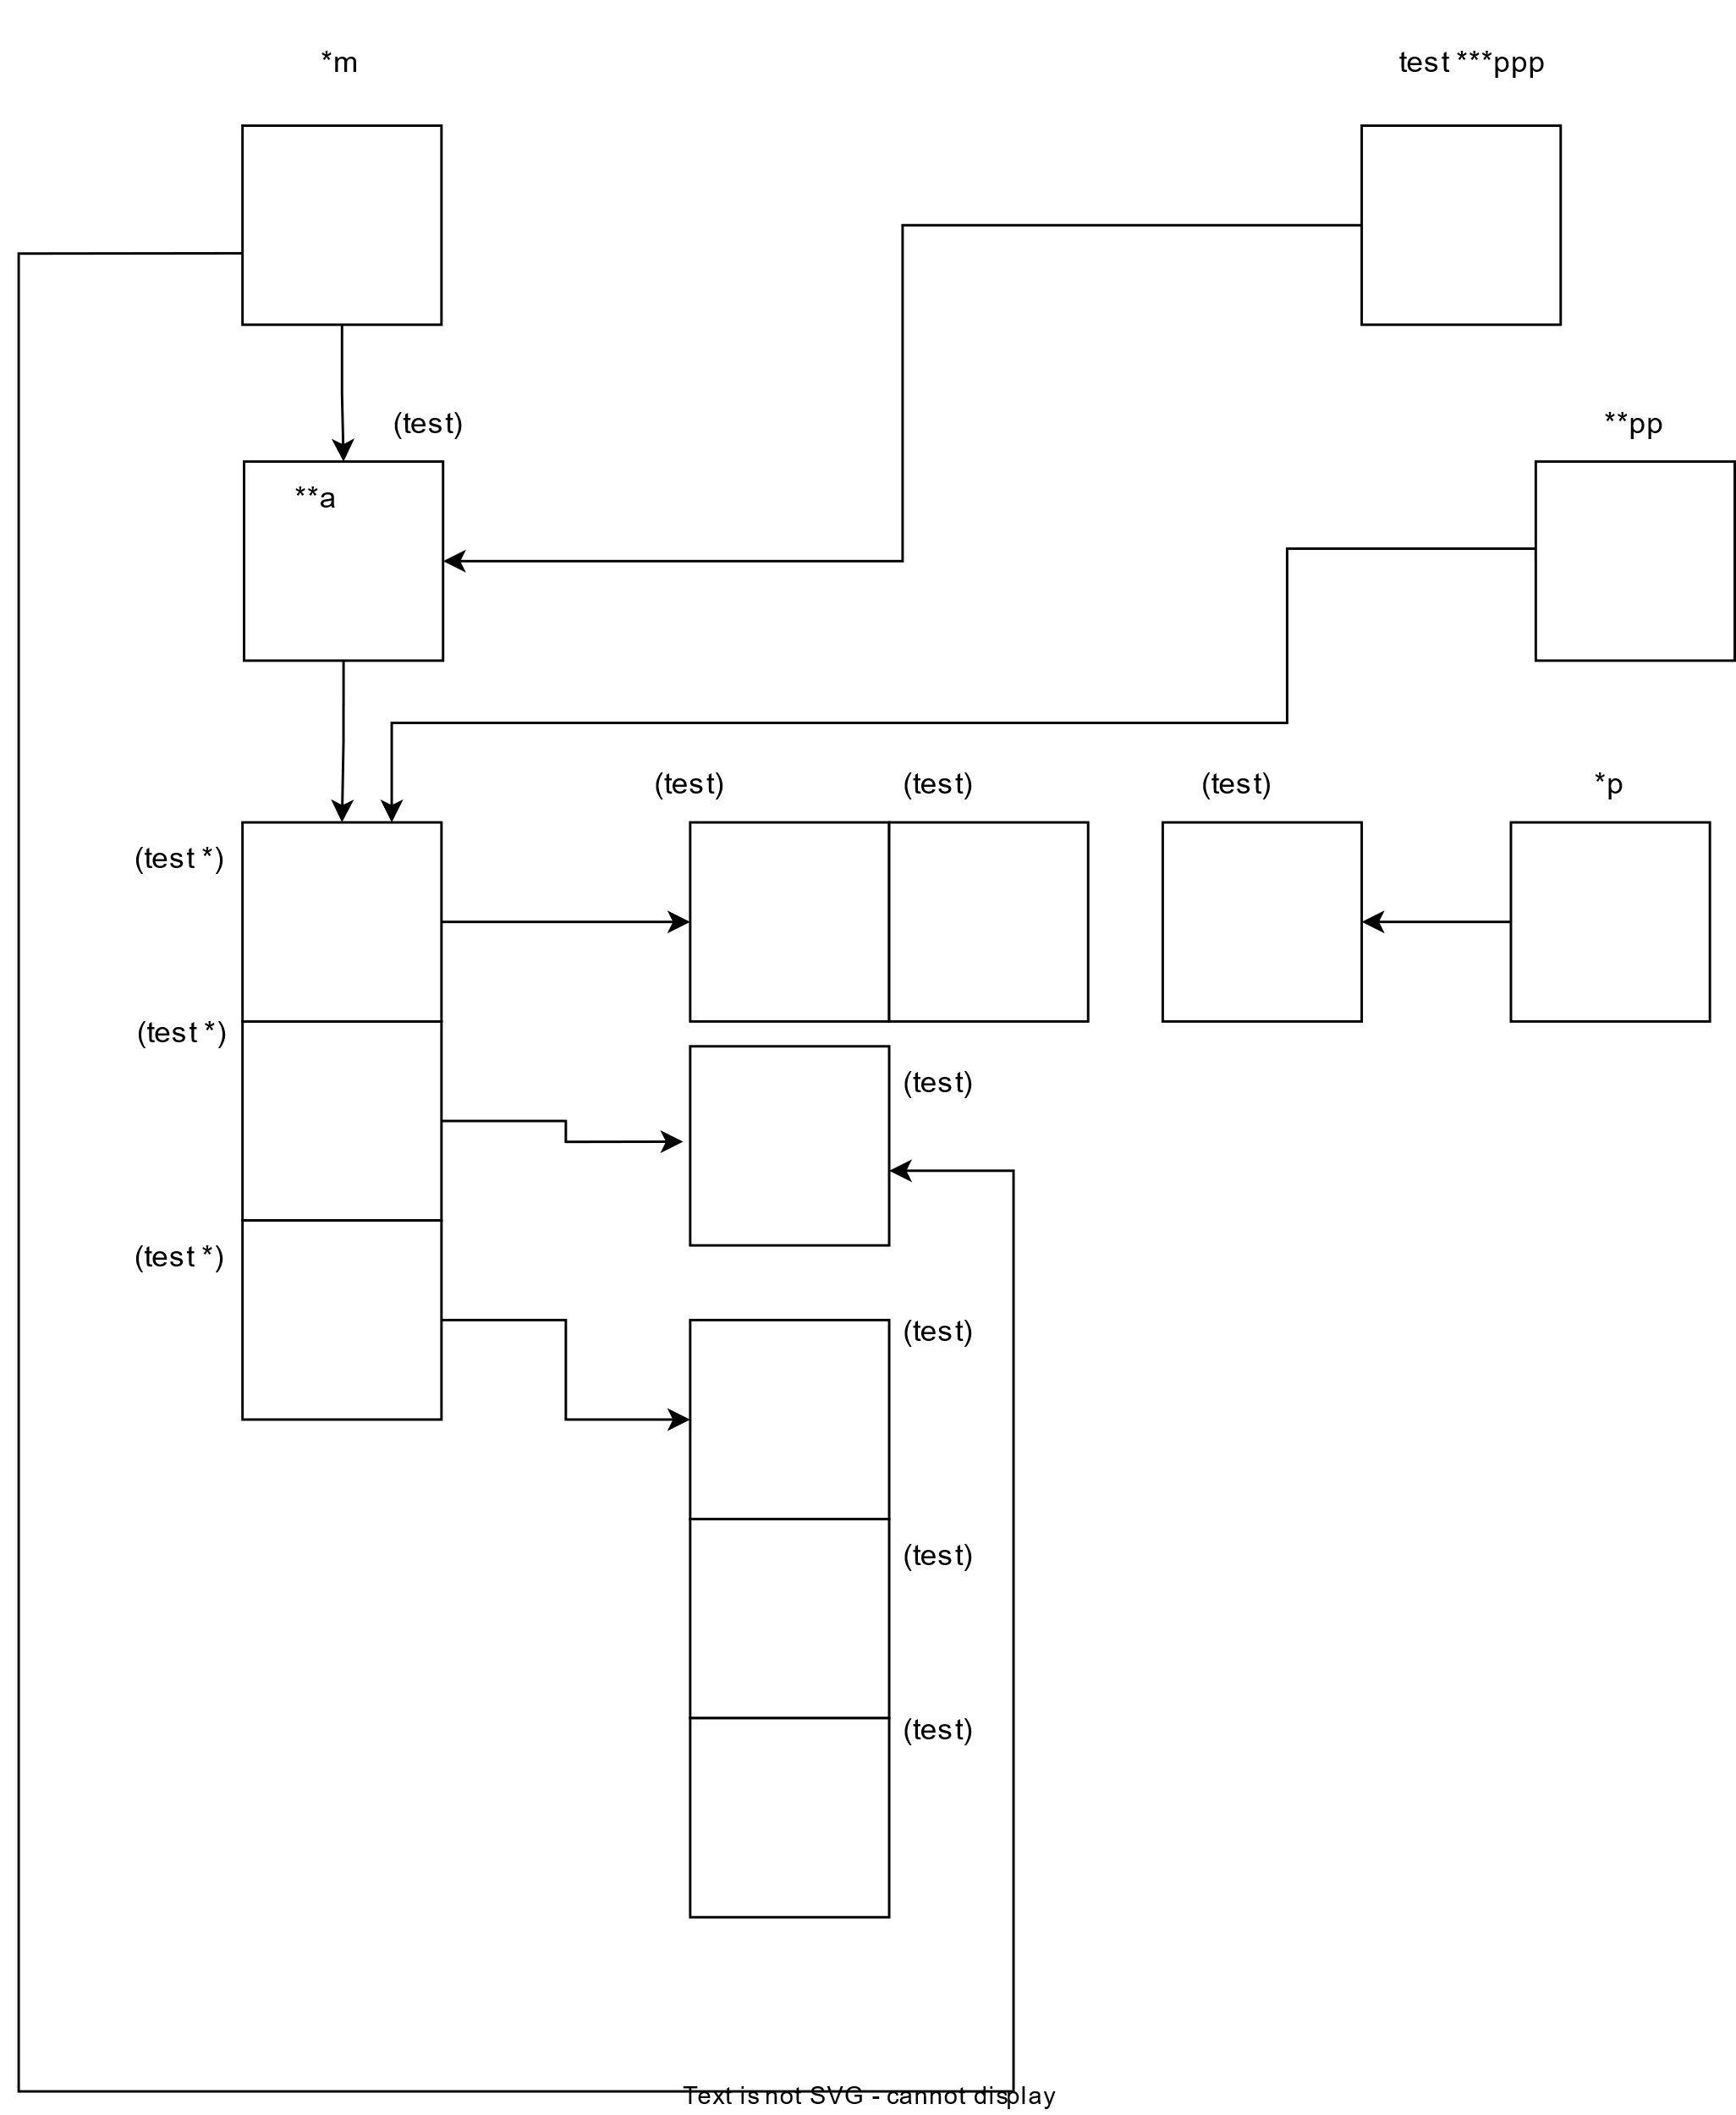 *m
test ***ppp
(test)
**pp
**a
(test)
(test)
(test)
*p
(test *)
(test *)
(test)
(test *)
(test)
(test)
(test)
Text is not SVG - cannot display